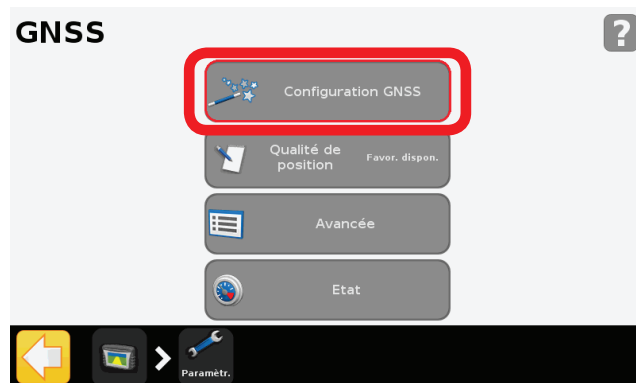 GNSS
?
Configuration GNSS
Qualité de
position
Favor. dispon.
Avancée
Etat
Paramètr.